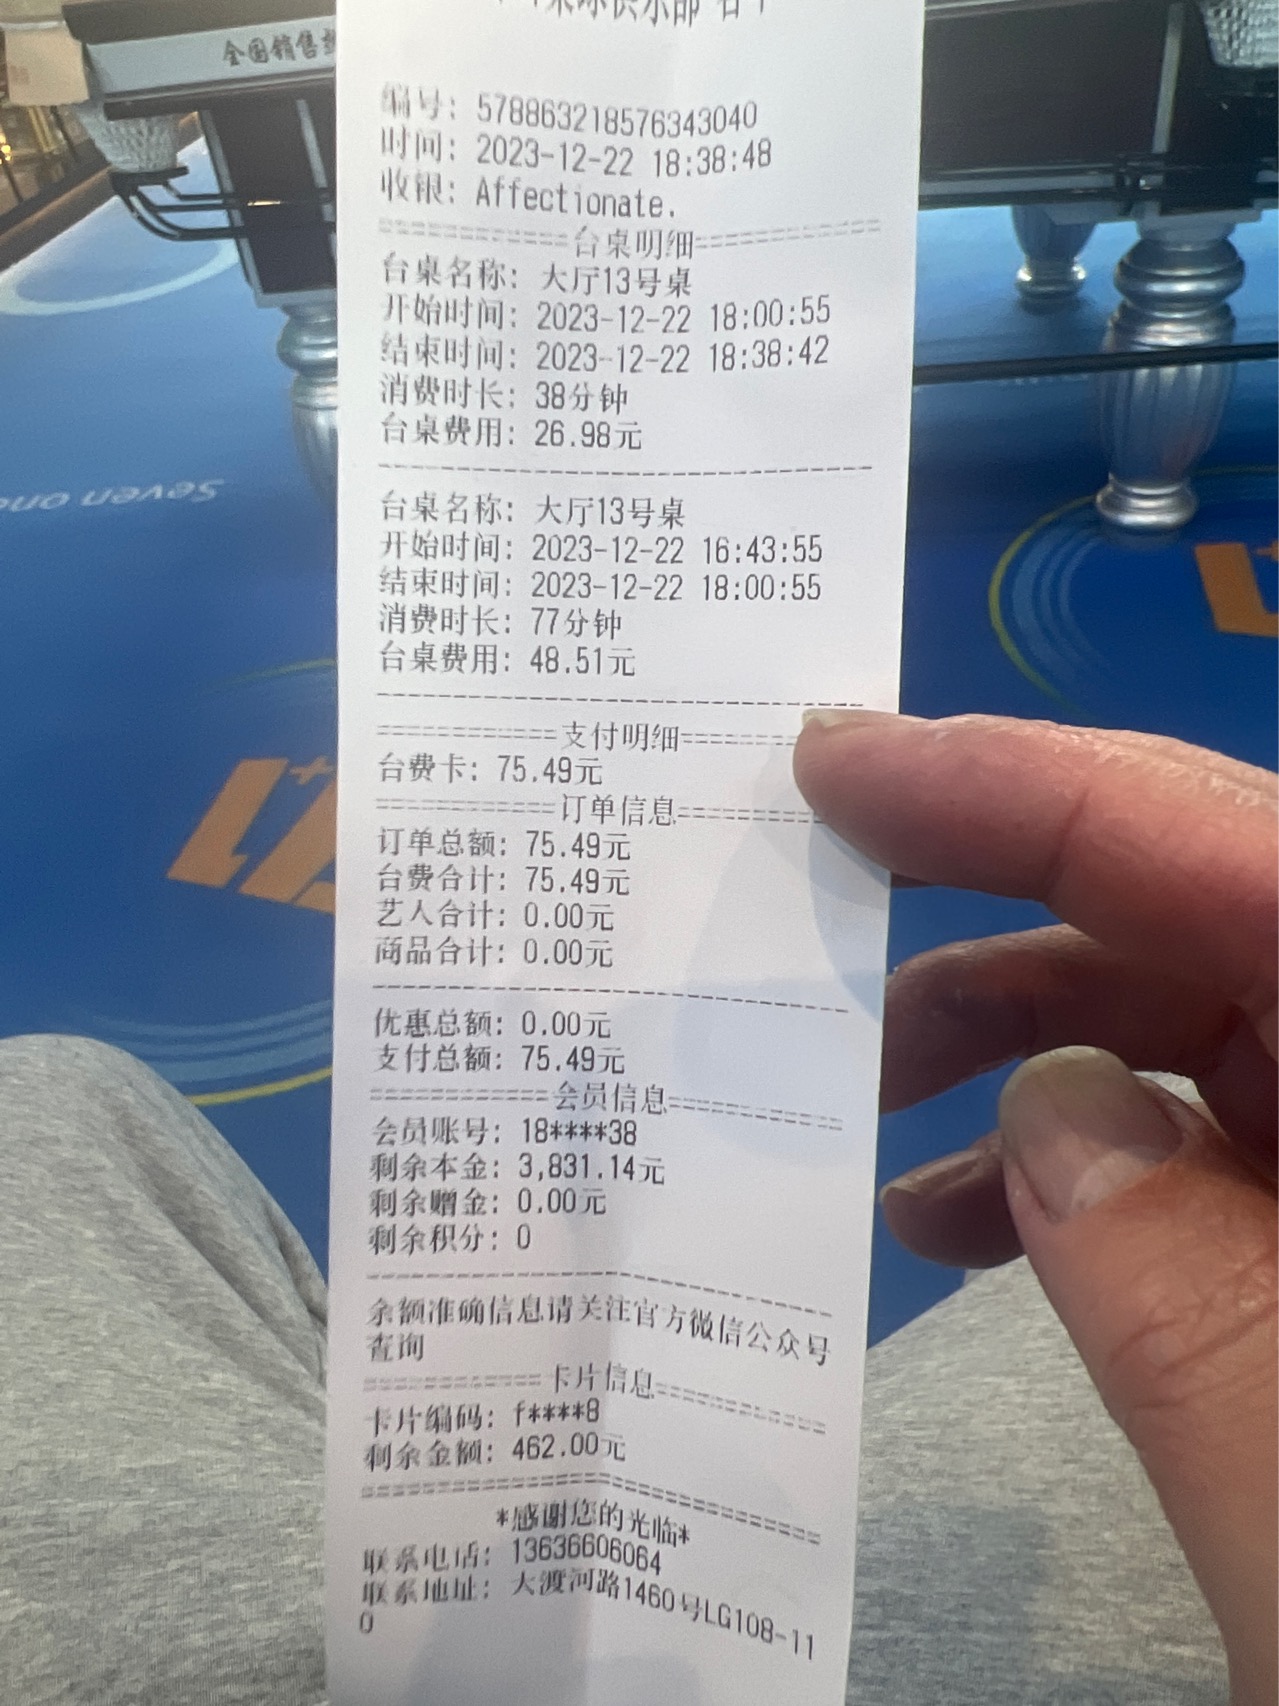 全国销售
编号: 578863218576343040
时间: 2023-12-22 18:38:48
收银: Affectionate.
============台桌明细============
台桌名称: 大厅13号桌
开始时间: 2023-12-22 18:00:55
结束时间: 2023-12-22 18:38:42
消费时长: 38分钟
台桌费用: 26.98元
--------------------------------
台桌名称: 大厅13号桌
开始时间: 2023-12-22 16:43:55
结束时间: 2023-12-22 18:00:55
消费时长: 77分钟
台桌费用: 48.51元
--------------------------------
============支付明细============
台费卡: 75.49元
============订单信息============
订单总额: 75.49元
台费合计: 75.49元
艺人合计: 0.00元
商品合计: 0.00元
--------------------------------
优惠总额: 0.00元
支付总额: 75.49元
============会员信息============
会员账号: 18****38
剩余本金: 3,831.14元
剩余赠金: 0.00元
剩余积分: 0
--------------------------------
余额准确信息请关注官方微信公众号
查询
============卡片信息============
卡片编码: f****8
剩余金额: 462.00元
================================
*感谢您的光临*
联系电话: 13636606064
联系地址: 大渡河路1460号LG108-11
0
Seven